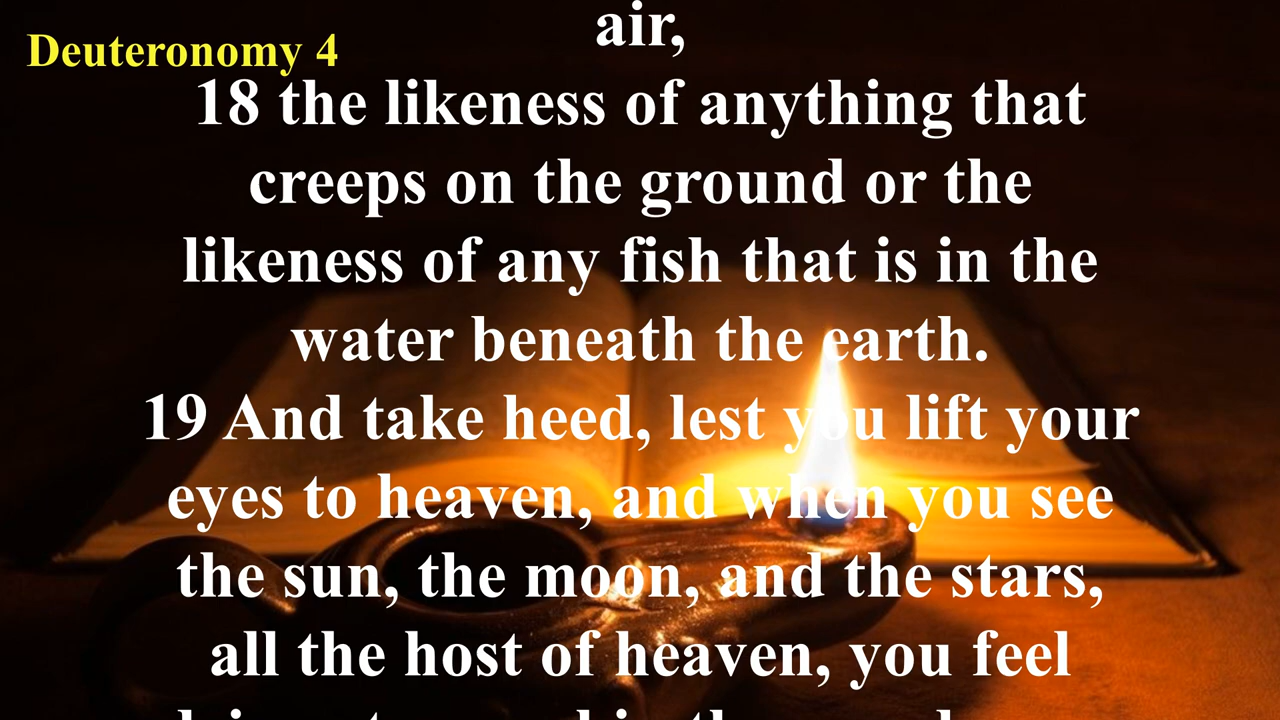 air,
Deuteronomy 4
18 the likeness of anything that
creeps on the ground or the
likeness of any fish that is in the
water beneath the earth.
19 And take heed, lest you lift your
eyes to heaven, and when you see
the sun, the moon, and the stars,
all the host of heaven, you feel